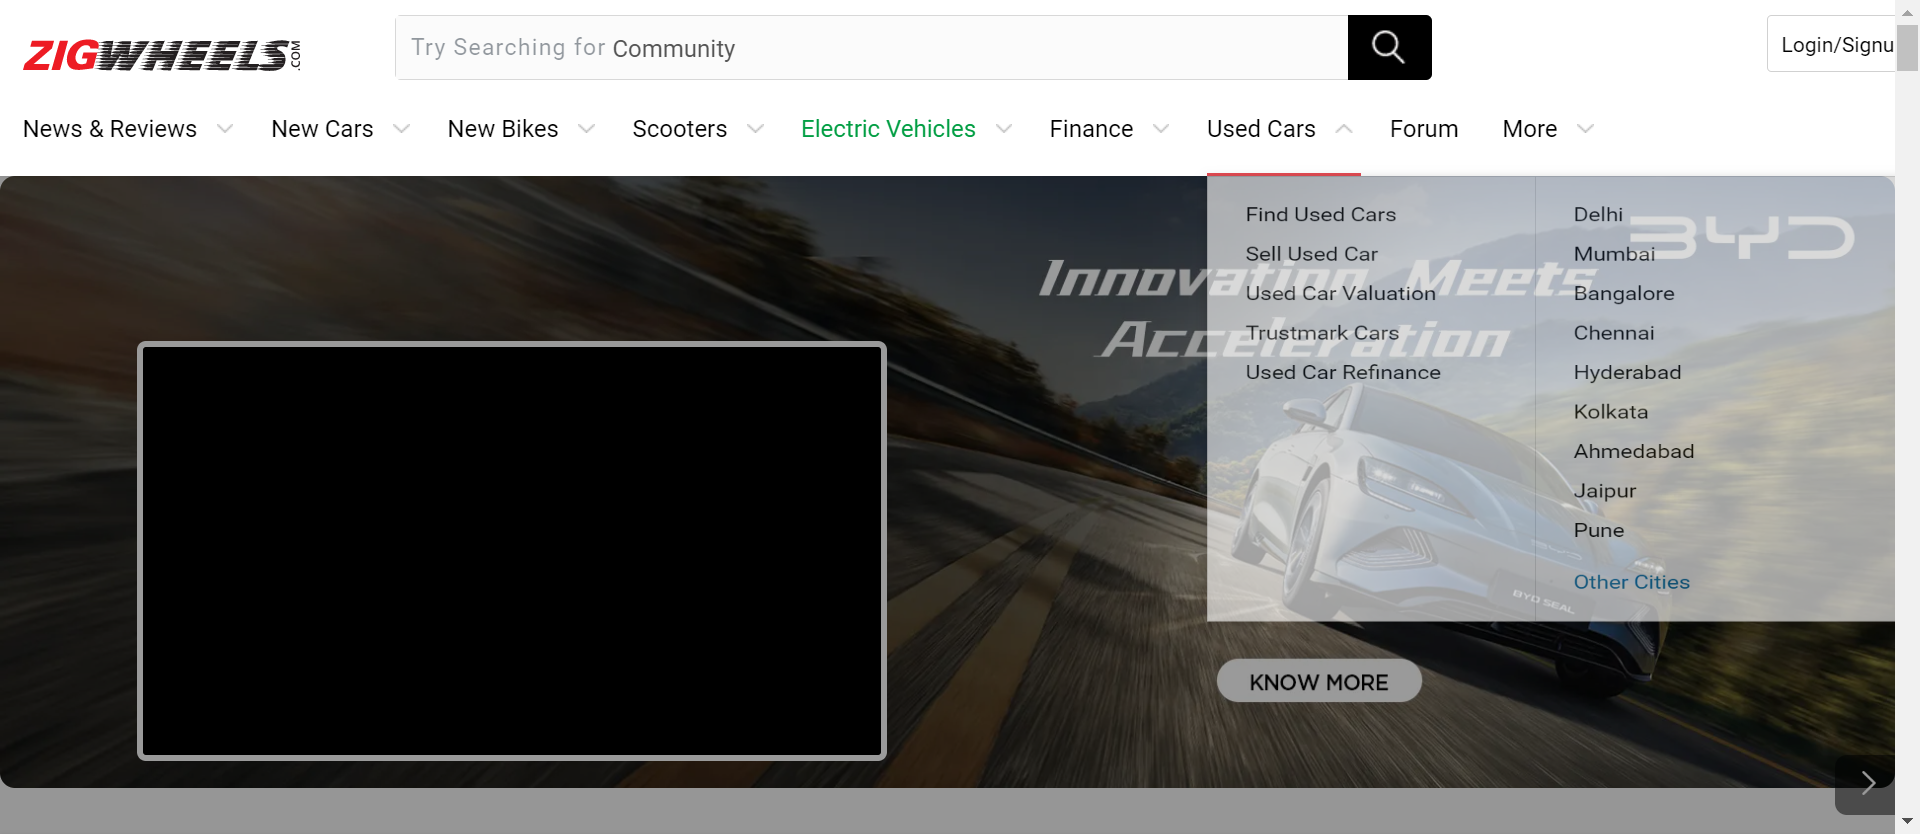 ZIGWHEELS.COM
Try Searching for Community
Login/Signu
News & Reviews
New Cars
New Bikes
Scooters
Electric Vehicles
Finance
Used Cars
Forum
More
Find Used Cars
Sell Used Car
Used Car Valuation
Trustmark Cars
Used Car Refinance
Delhi
Mumbai
Bangalore
Chennai
Hyderabad
Kolkata
Ahmedabad
Jaipur
Pune
Other Cities
BYD
Innovation Meets
Acceleration
BYD
BYD SEAL
KNOW MORE